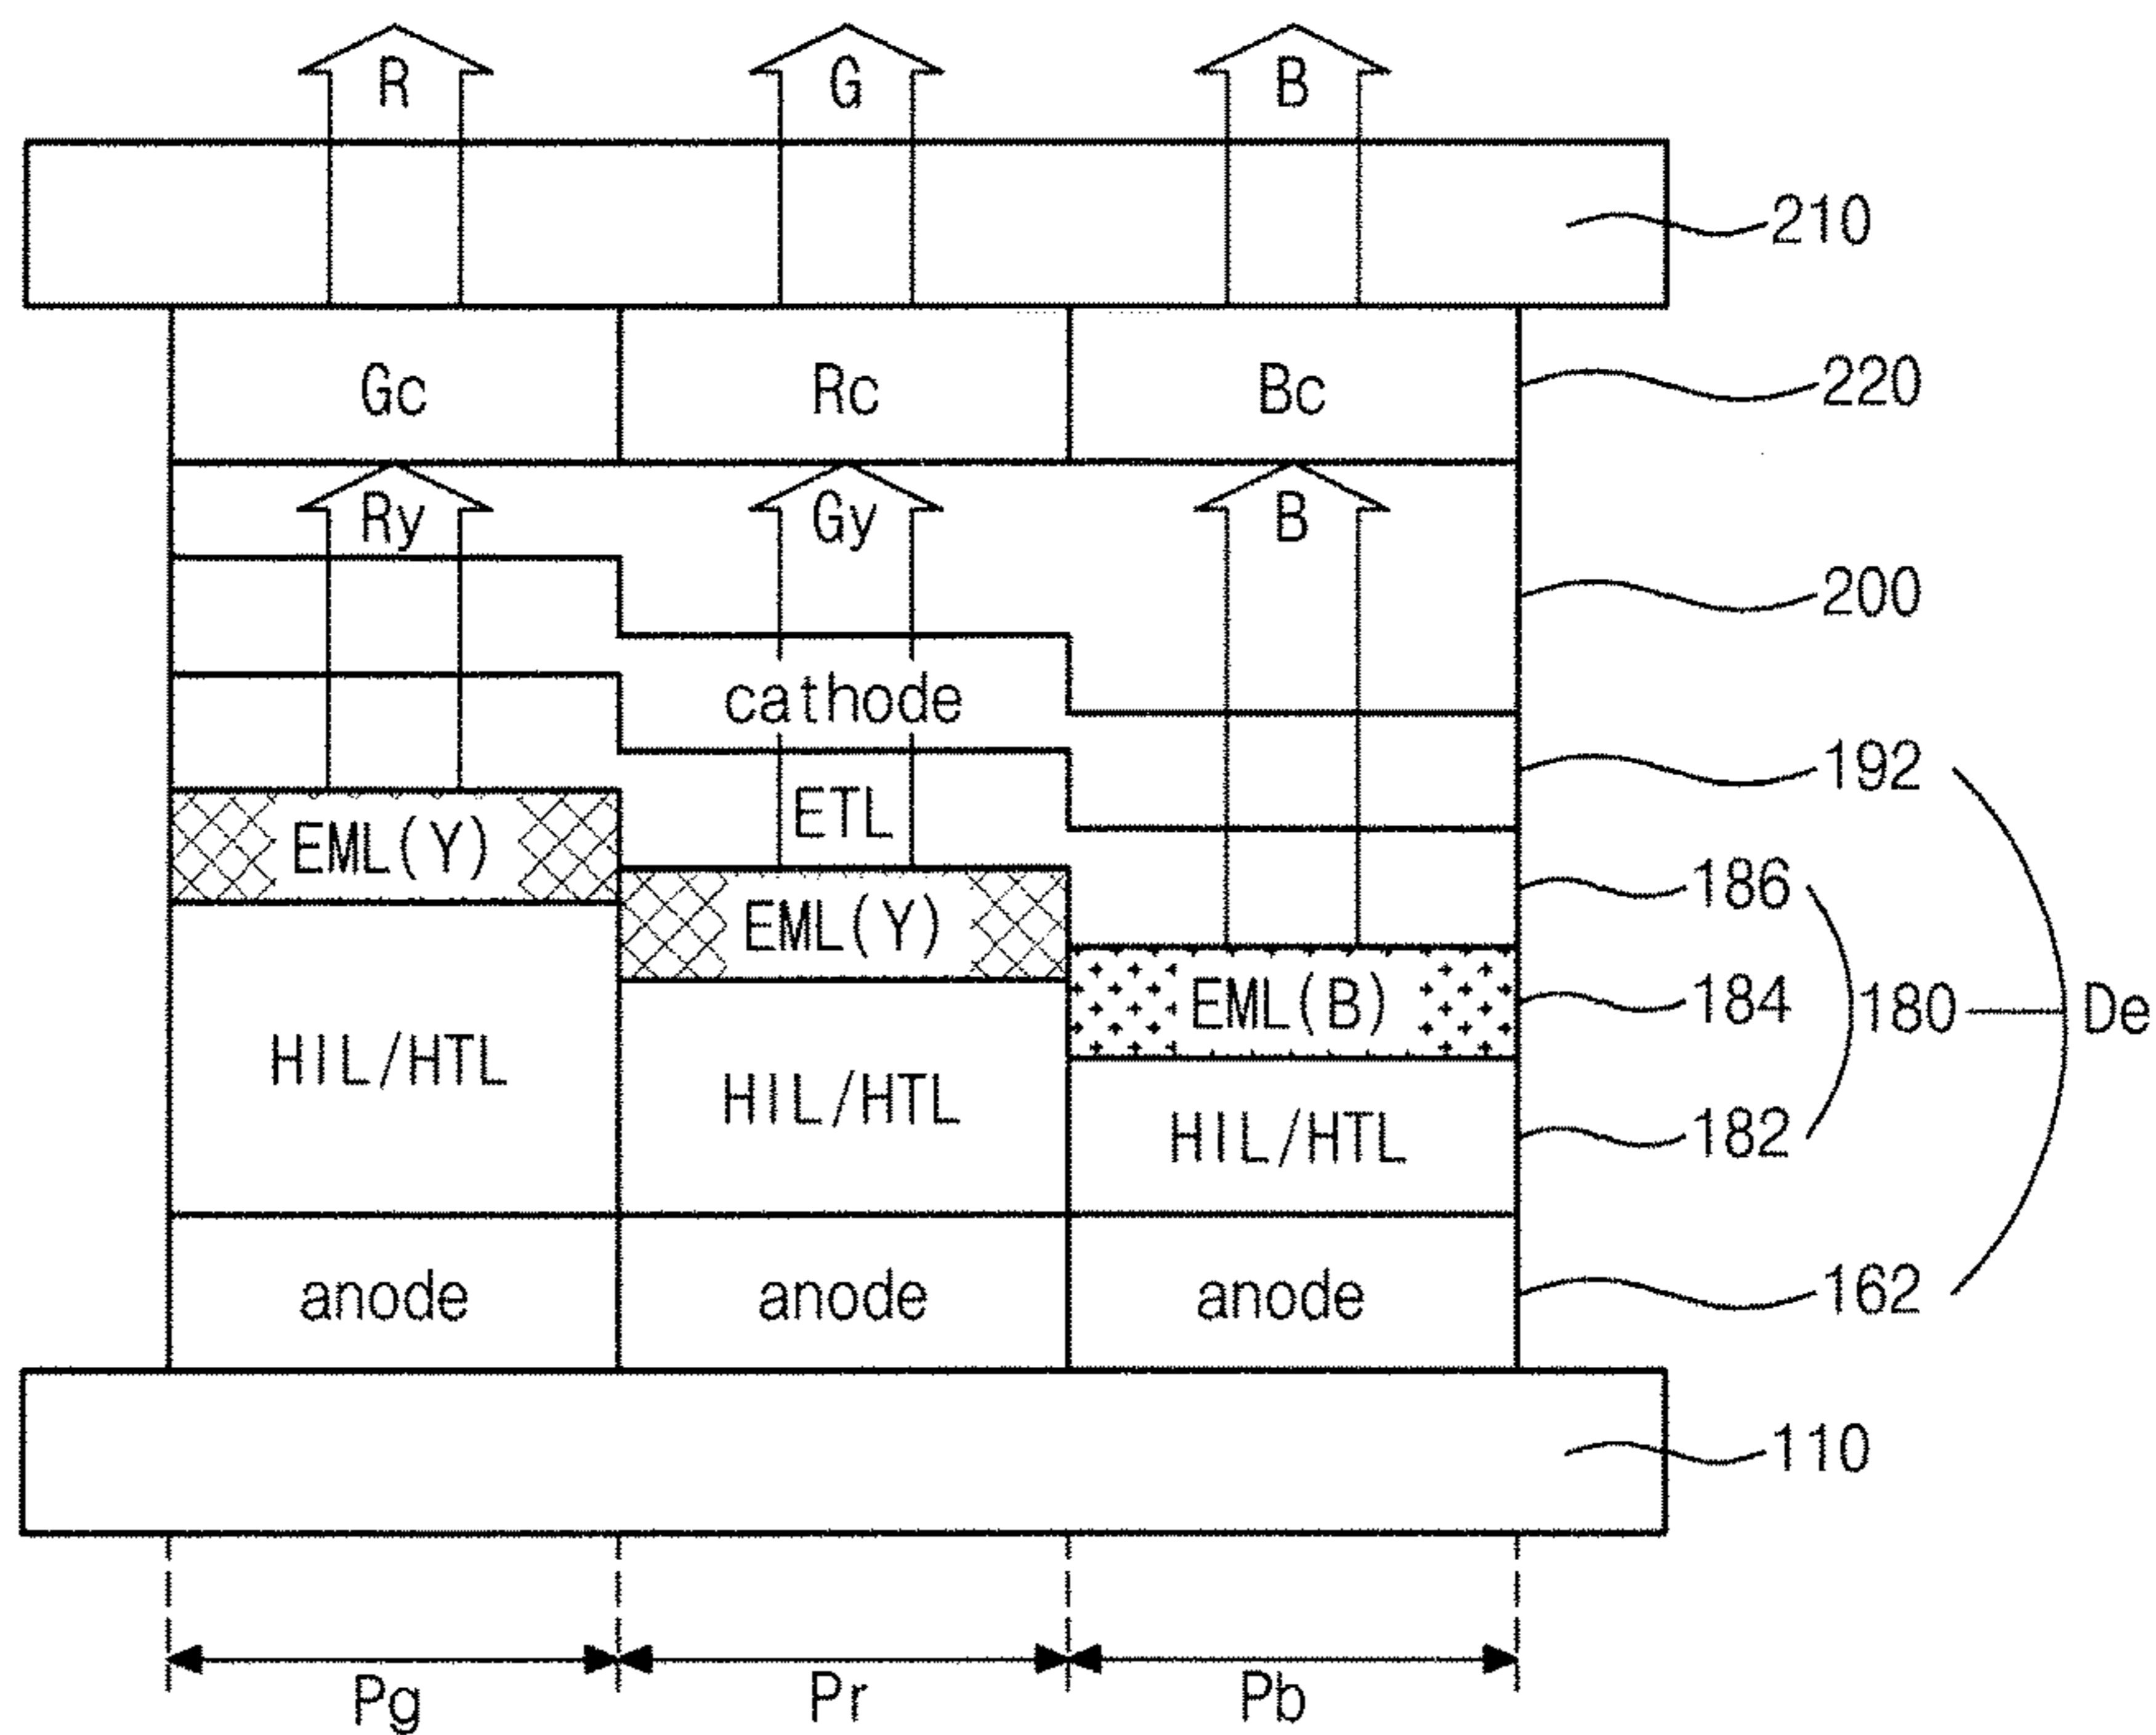 R G B
210
Gc Rc Bc 220
Ry Gy B
200
cathode
192
ETL
EML(Y)
186
EML(Y)
EML(B) 184 180 De
HIL/HTL
HIL/HTL
HIL/HTL 182
anode anode anode 162
110
Pg Pr Pb